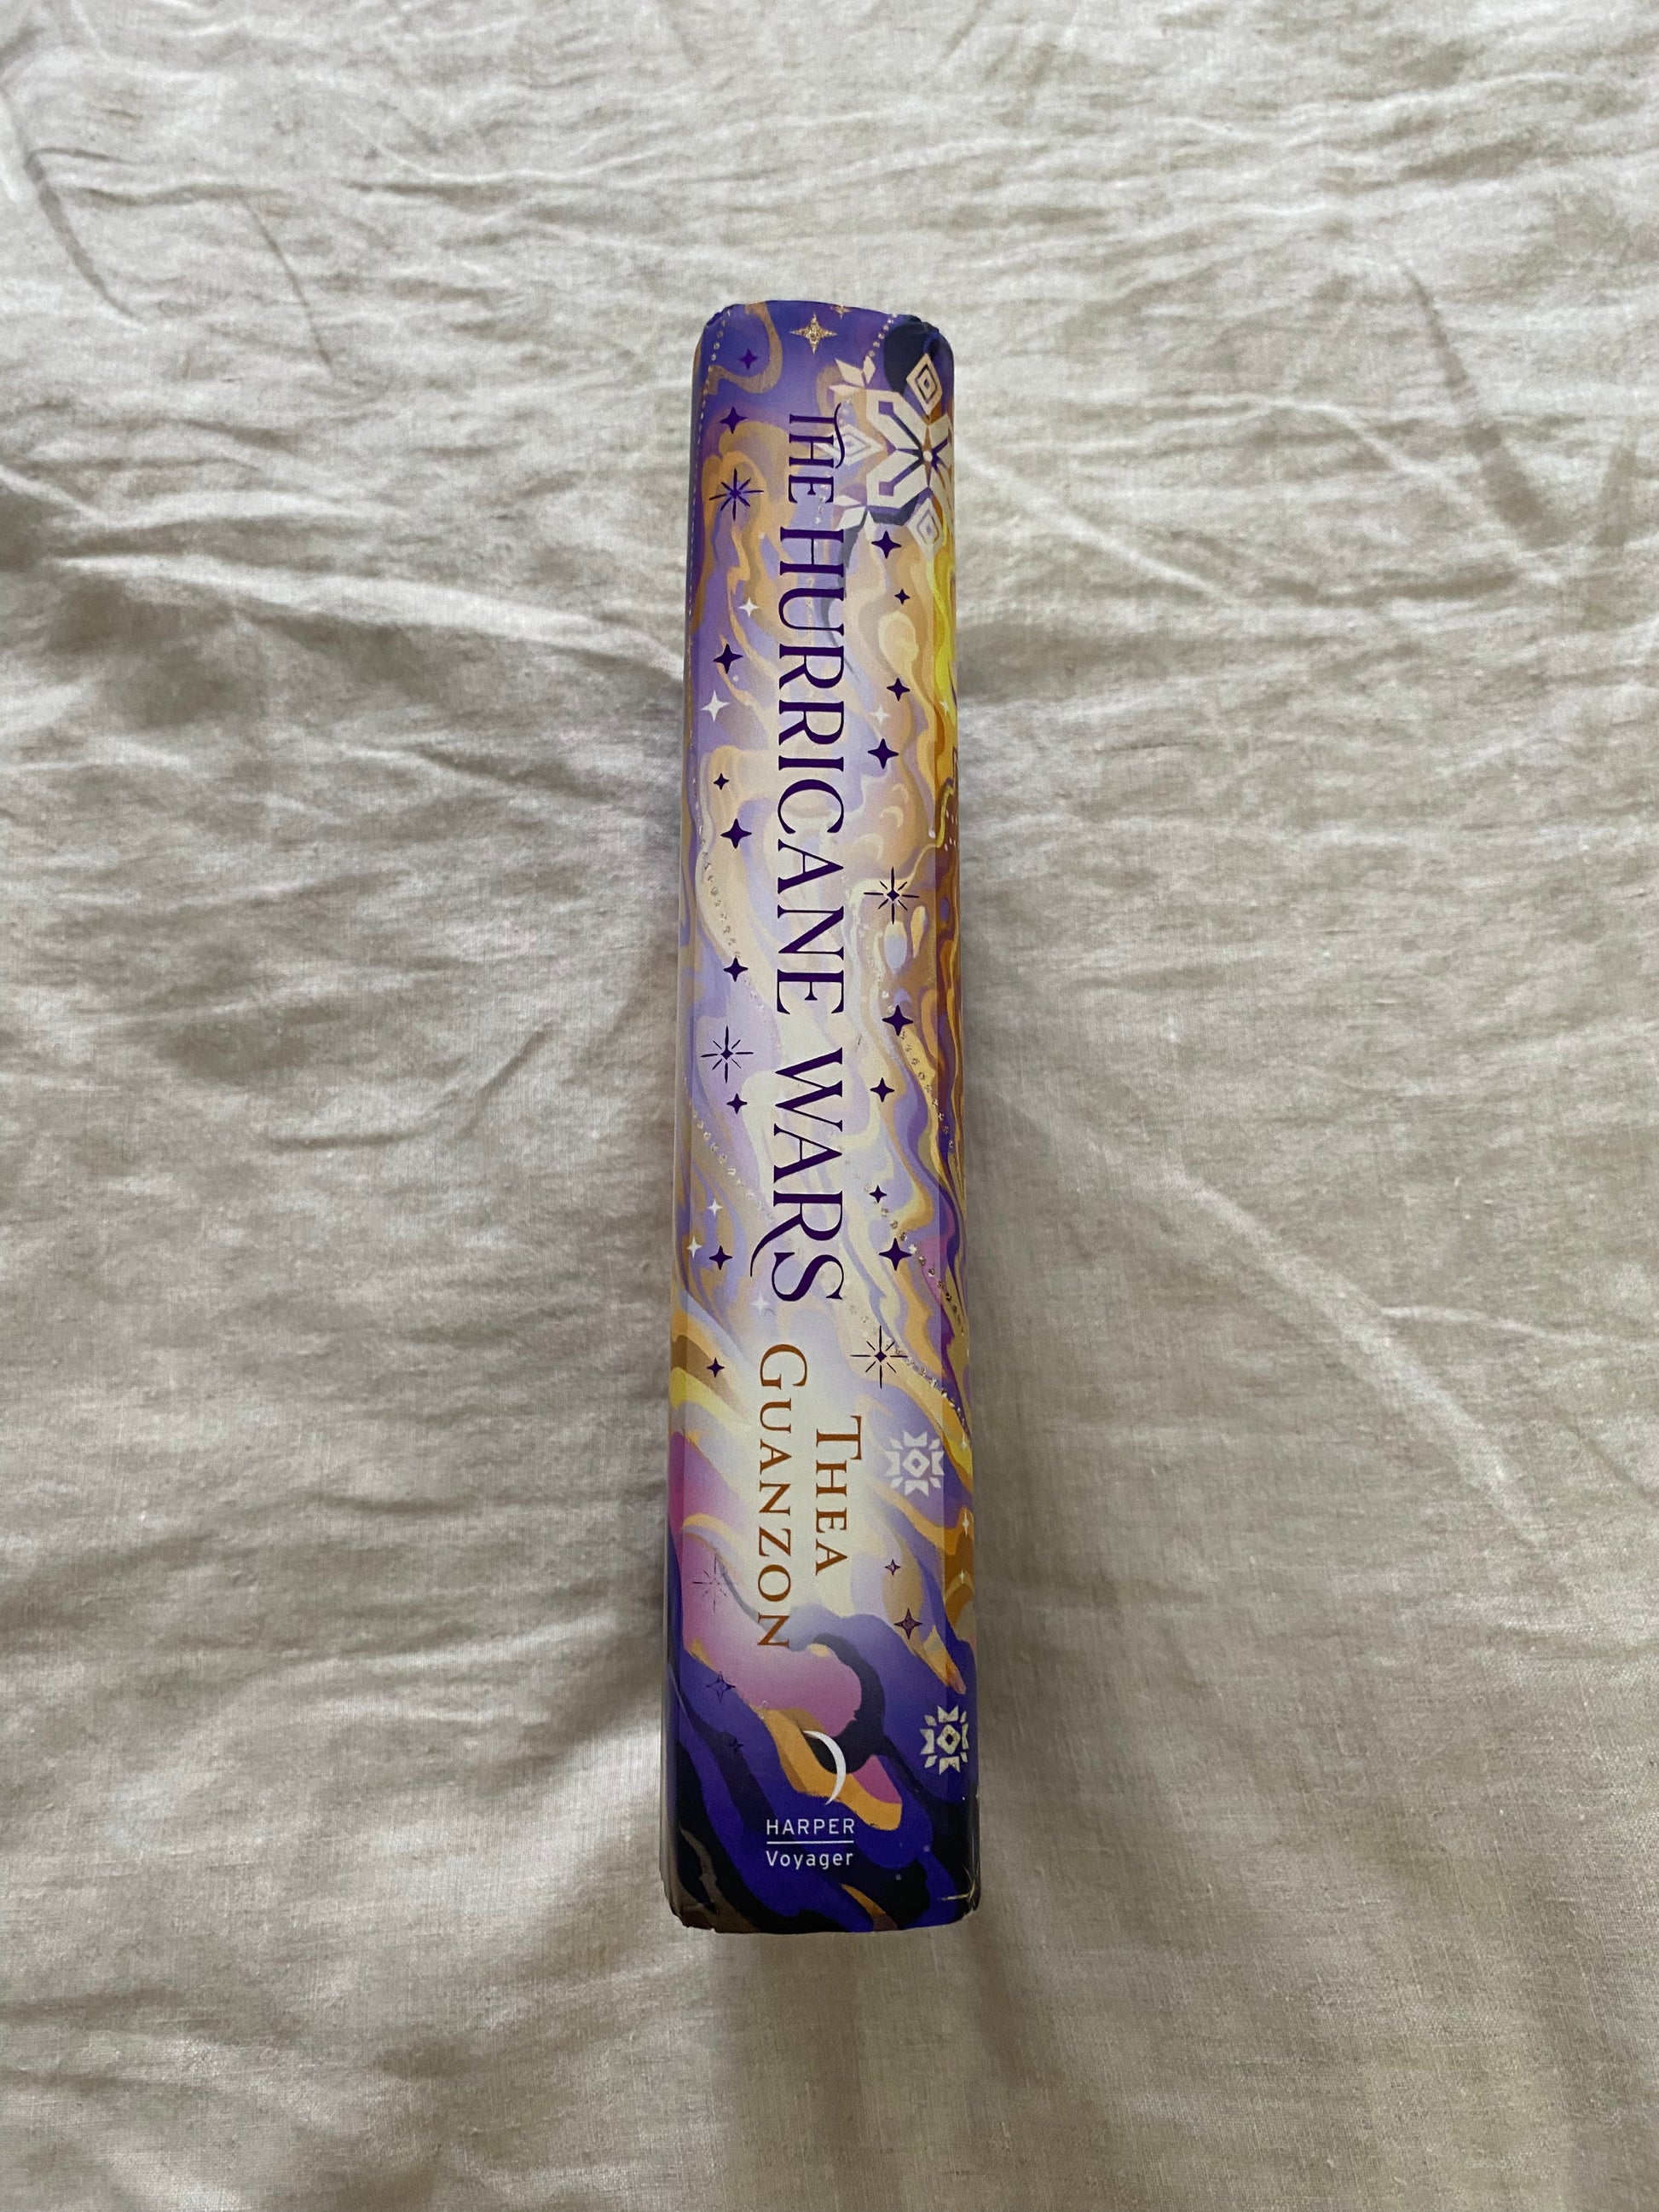 THE HURRICANE WARS
THEA
GUANZON
HARPER
Voyager